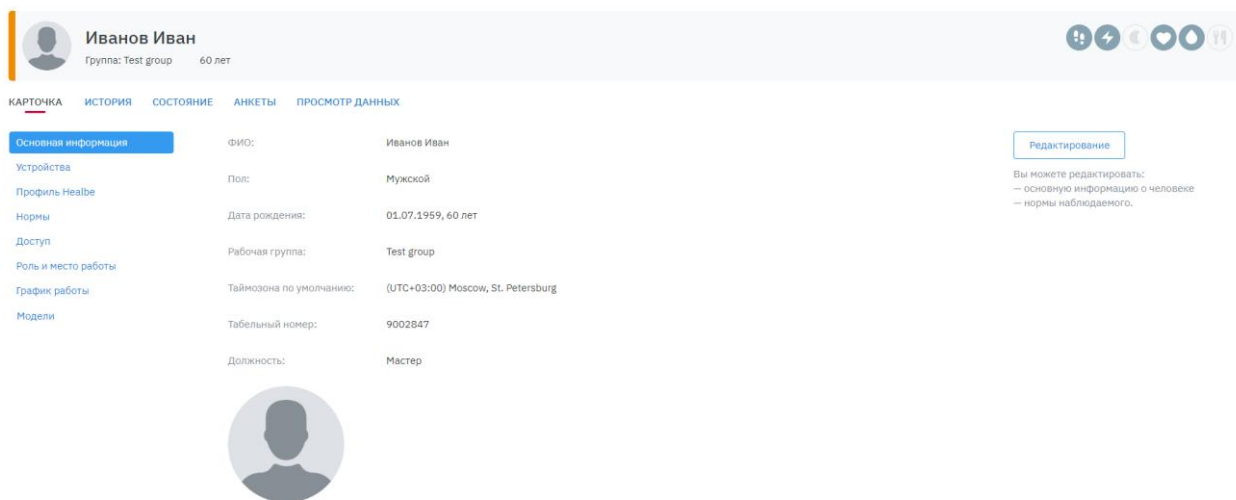 Иванов Иван
Группа: Test group 60 лет
КАРТОЧКА ИСТОРИЯ СОСТОЯНИЕ АНКЕТЫ ПРОСМОТР ДАННЫХ
Основная информация
Устройства
Профиль Healbe
Нормы
Доступ
Роль и место работы
График работы
Модели
ФИО: Иванов Иван
Пол: Мужской
Дата рождения: 01.07.1959, 60 лет
Рабочая группа: Test group
Таймозона по умолчанию: (UTC+03:00) Moscow, St. Petersburg
Табельный номер: 9002847
Должность: Мастер
Редактирование
Вы можете редактировать:
— основную информацию о человеке
— нормы наблюдаемого.